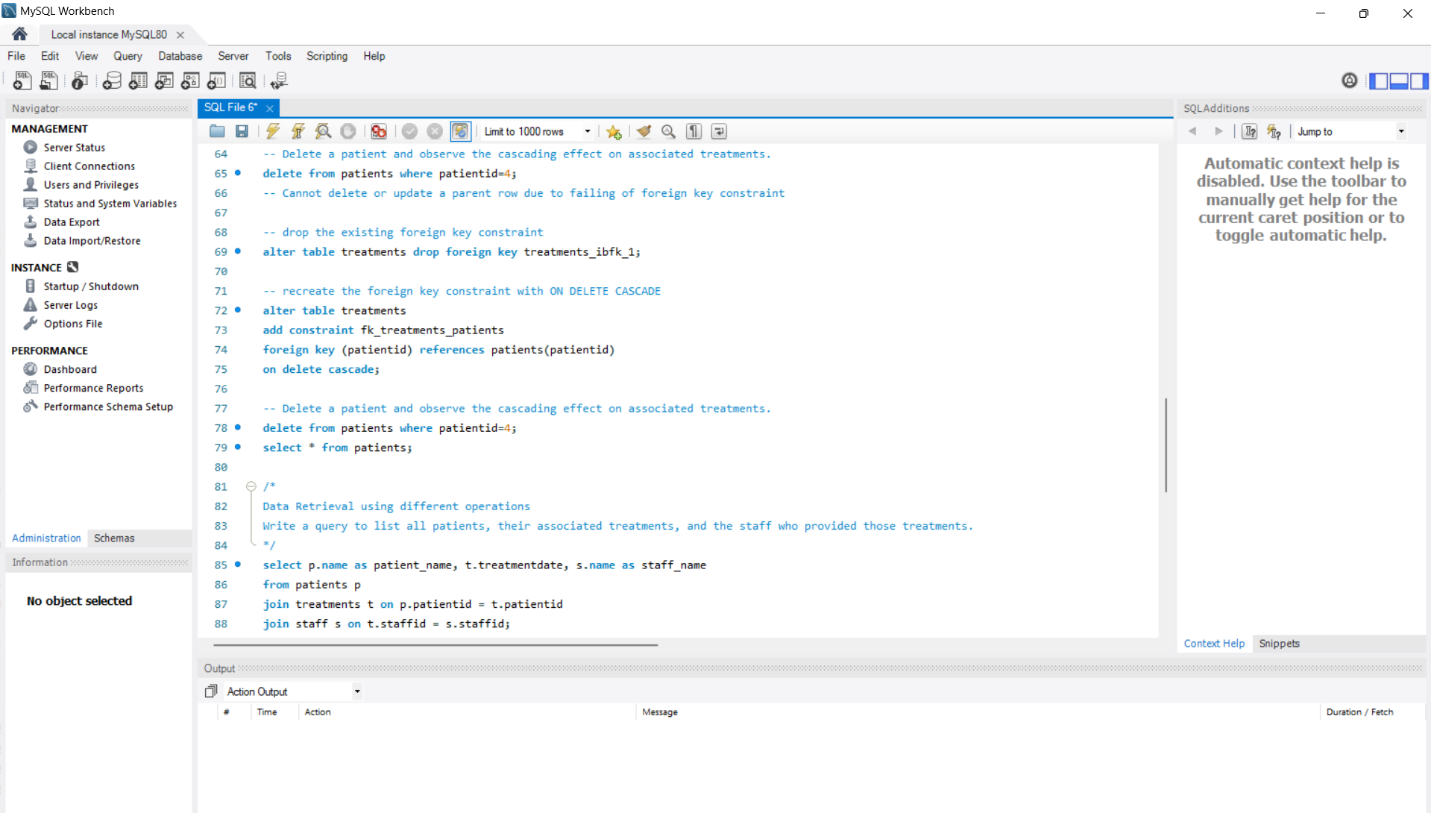 MySQL Workbench
Local instance MySQL80
File Edit View Query Database Server Tools Scripting Help
Navigator
MANAGEMENT
Server Status
Client Connections
Users and Privileges
Status and System Variables
Data Export
Data Import/Restore
INSTANCE
Startup / Shutdown
Server Logs
Options File
PERFORMANCE
Dashboard
Performance Reports
Performance Schema Setup
Administration Schemas
Information
No object selected
SQL File 6*
Limit to 1000 rows
64 -- Delete a patient and observe the cascading effect on associated treatments.
65 delete from patients where patientid=4;
66 -- Cannot delete or update a parent row due to failing of foreign key constraint
67
68 -- drop the existing foreign key constraint
69 alter table treatments drop foreign key treatments_ibfk_1;
70
71 -- recreate the foreign key constraint with ON DELETE CASCADE
72 alter table treatments
73 add constraint fk_treatments_patients
74 foreign key (patientid) references patients(patientid)
75 on delete cascade;
76
77 -- Delete a patient and observe the cascading effect on associated treatments.
78 delete from patients where patientid=4;
79 select * from patients;
80
81 /*
82 Data Retrieval using different operations
83 Write a query to list all patients, their associated treatments, and the staff who provided those treatments.
84 */
85 select p.name as patient_name, t.treatmentdate, s.name as staff_name
86 from patients p
87 join treatments t on p.patientid = t.patientid
88 join staff s on t.staffid = s.staffid;
SQLAdditions
Jump to
Automatic context help is
disabled. Use the toolbar to
manually get help for the
current caret position or to
toggle automatic help.
Context Help Snippets
Output
Action Output
# Time Action Message Duration / Fetch